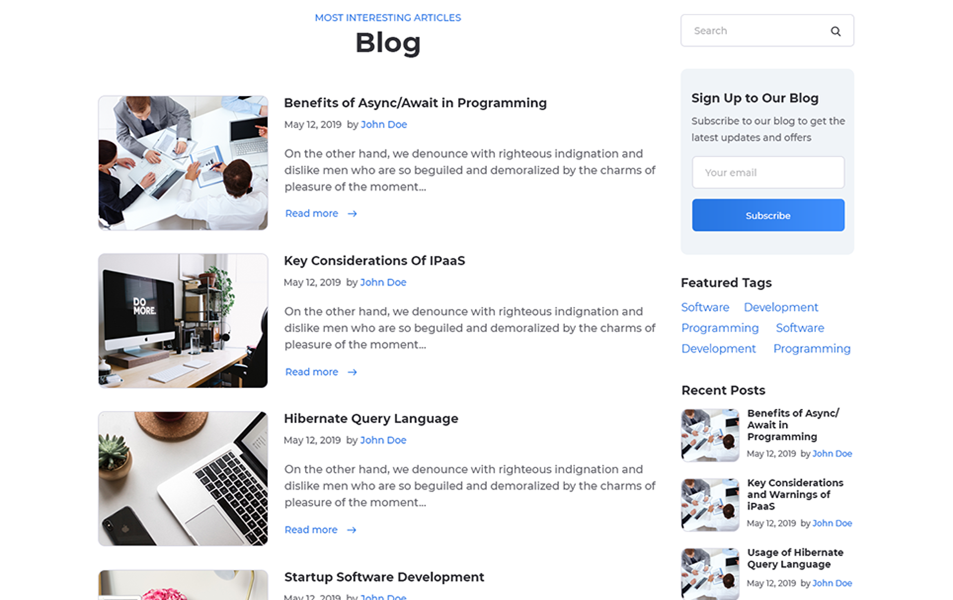 MOST INTERESTING ARTICLES
Blog
Benefits of Async/Await in Programming
May 12, 2019 by John Doe
On the other hand, we denounce with righteous indignation and
dislike men who are so beguiled and demoralized by the charms of
pleasure of the moment...
Read more →
DO
MORE.
Key Considerations Of IPaaS
May 12, 2019 by John Doe
On the other hand, we denounce with righteous indignation and
dislike men who are so beguiled and demoralized by the charms of
pleasure of the moment...
Read more →
Hibernate Query Language
May 12, 2019 by John Doe
On the other hand, we denounce with righteous indignation and
dislike men who are so beguiled and demoralized by the charms of
pleasure of the moment...
Read more →
Startup Software Development
May 12, 2019 by John Doe
Search
Sign Up to Our Blog
Subscribe to our blog to get the
latest updates and offers
Your email
Subscribe
Featured Tags
Software Development
Programming Software
Development Programming
Recent Posts
Benefits of Async/
Await in
Programming
May 12, 2019 by John Doe
Key Considerations
and Warnings of
iPaaS
May 12, 2019 by John Doe
Usage of Hibernate
Query Language
May 12, 2019 by John Doe